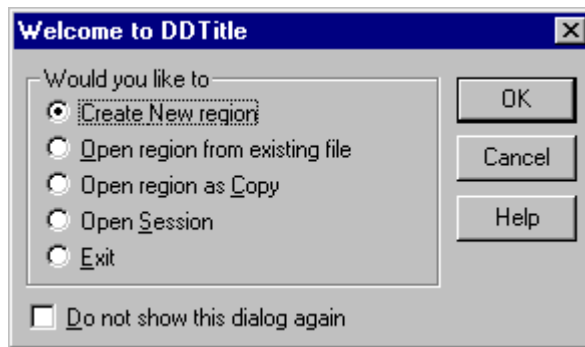 Welcome to DDTitle
Would you like to
Create New region
Open region from existing file
Open region as Copy
Open Session
Exit
OK
Cancel
Help
Do not show this dialog again